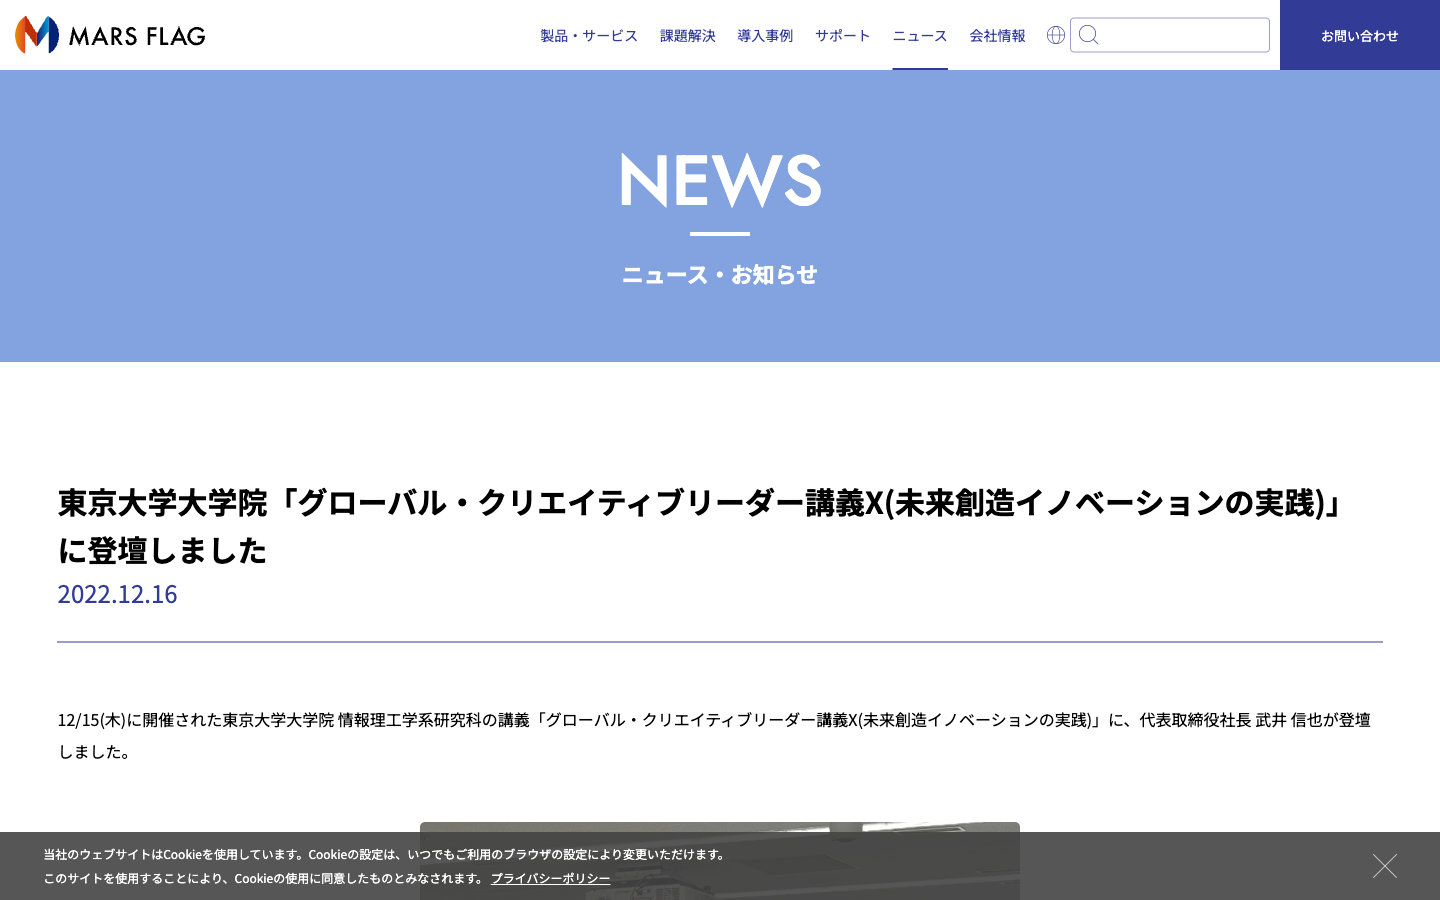 MARS FLAG
製品・サービス 課題解決 導入事例 サポート ニュース 会社情報 お問い合わせ
NEWS
ニュース・お知らせ
東京大学大学院「グローバル・クリエイティブリーダー講義X(未来創造イノベーションの実践)」
に登壇しました
2022.12.16
12/15(木)に開催された東京大学大学院 情報理工学系研究科の講義「グローバル・クリエイティブリーダー講義X(未来創造イノベーションの実践)」に、代表取締役社長 武井 信也が登壇
しました。
当社のウェブサイトはCookieを使用しています。Cookieの設定は、いつでもご利用のブラウザの設定により変更いただけます。
このサイトを使用することにより、Cookieの使用に同意したものとみなされます。 プライバシーポリシー